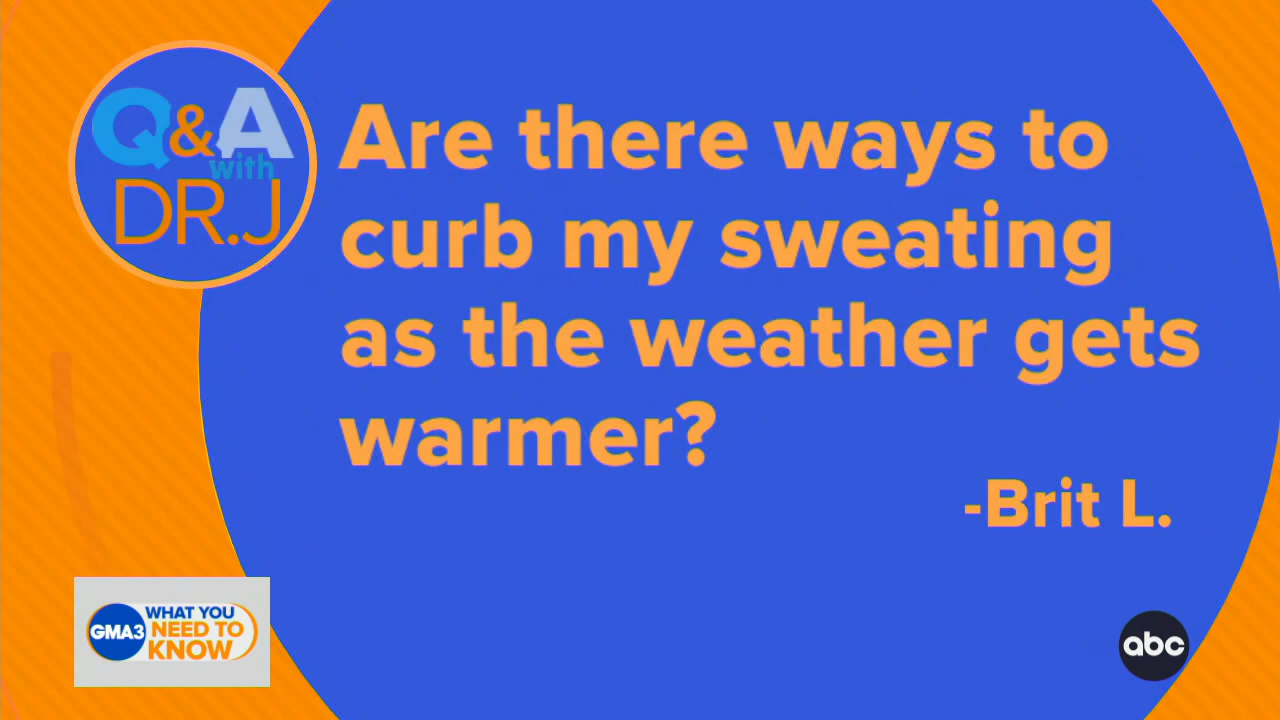 Q&A
with
DR.J
Are there ways to
curb my sweating
as the weather gets
warmer?
-Brit L.
GMA3
WHAT YOU
NEED TO
KNOW
abc